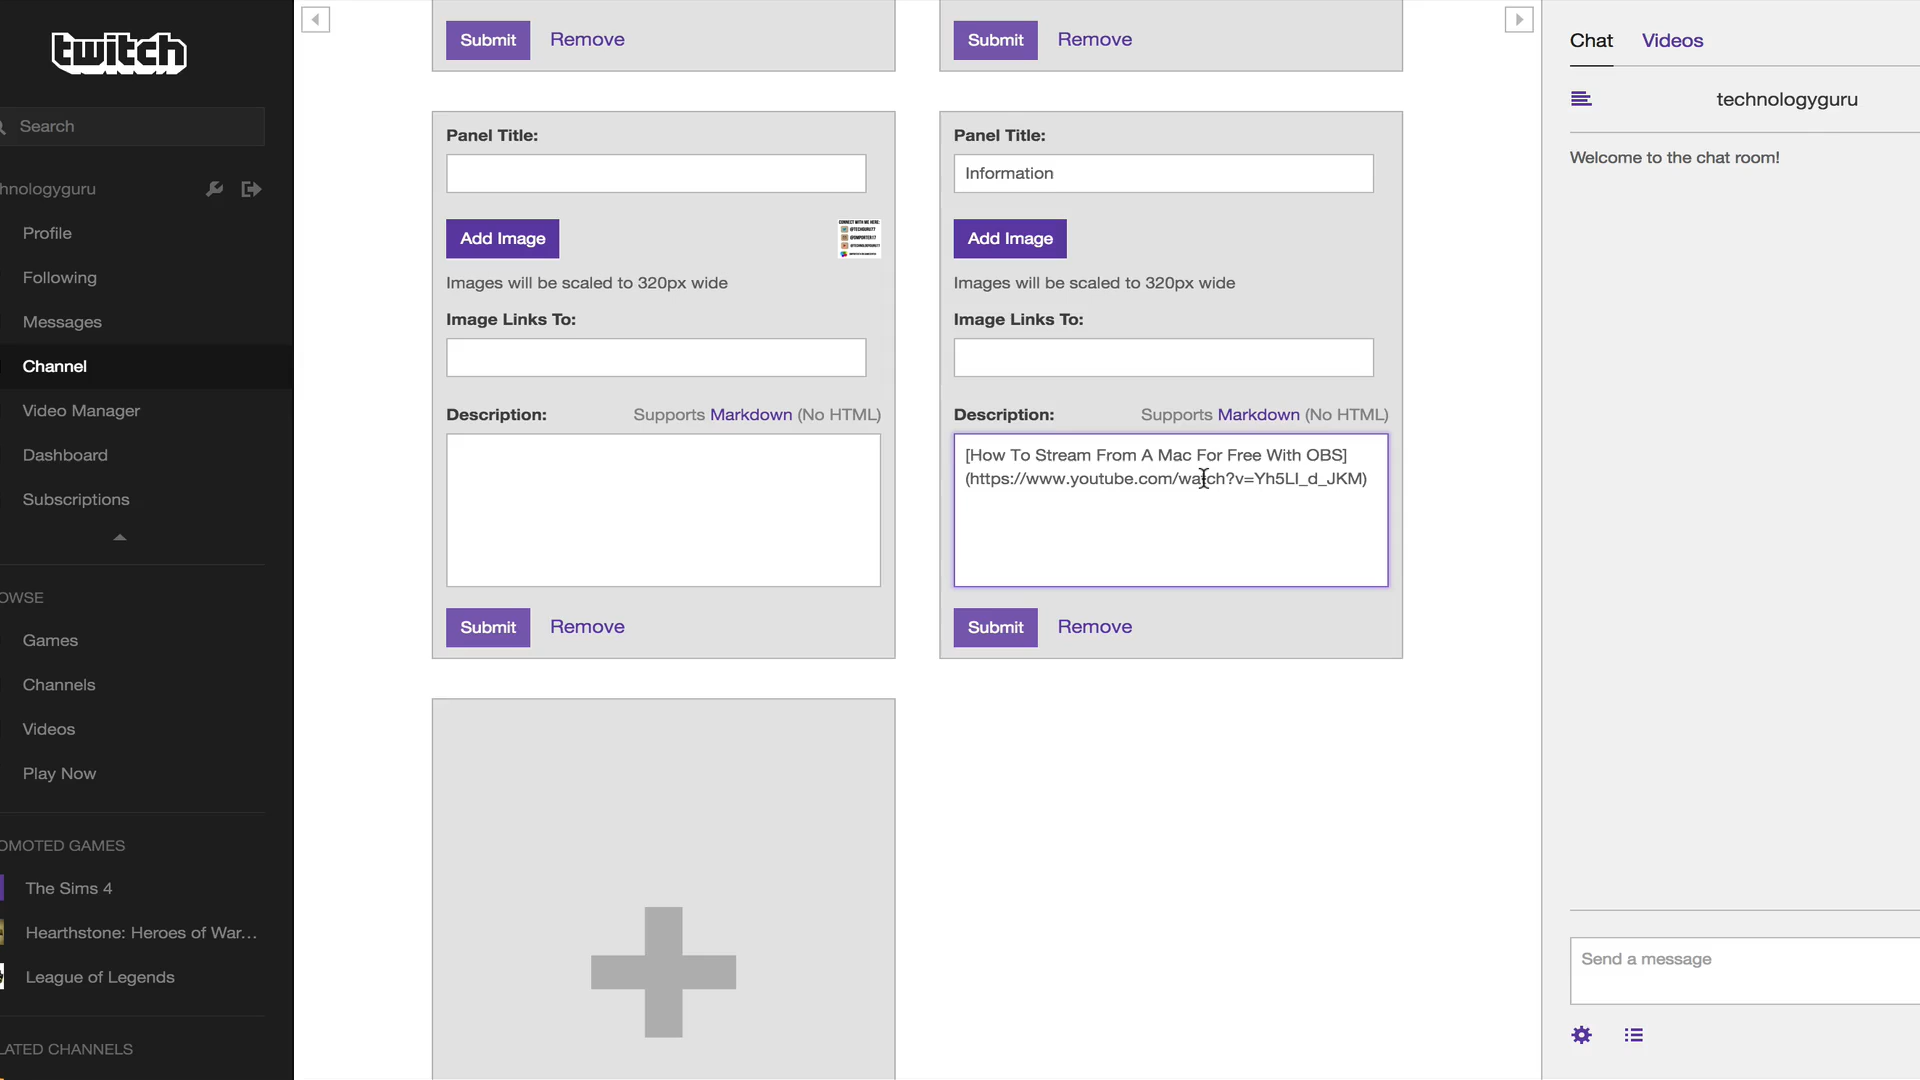 twitch
Search
hnologyguru
Profile
Following
Messages
Channel
Video Manager
Dashboard
Subscriptions
OWSE
Games
Channels
Videos
Play Now
OMOTED GAMES
The Sims 4
Hearthstone: Heroes of War...
League of Legends
LATED CHANNELS
Submit Remove
Submit Remove
Panel Title:
Add Image
CONNECT WITH ME HERE:
Images will be scaled to 320px wide
Image Links To:
Description: Supports Markdown (No HTML)
Submit Remove
Panel Title:
Information
Add Image
Images will be scaled to 320px wide
Image Links To:
Description: Supports Markdown (No HTML)
[How To Stream From A Mac For Free With OBS]
(https://www.youtube.com/watch?v=Yh5LI_d_JKM)
Submit Remove
Chat Videos
technologyguru
Welcome to the chat room!
Send a message